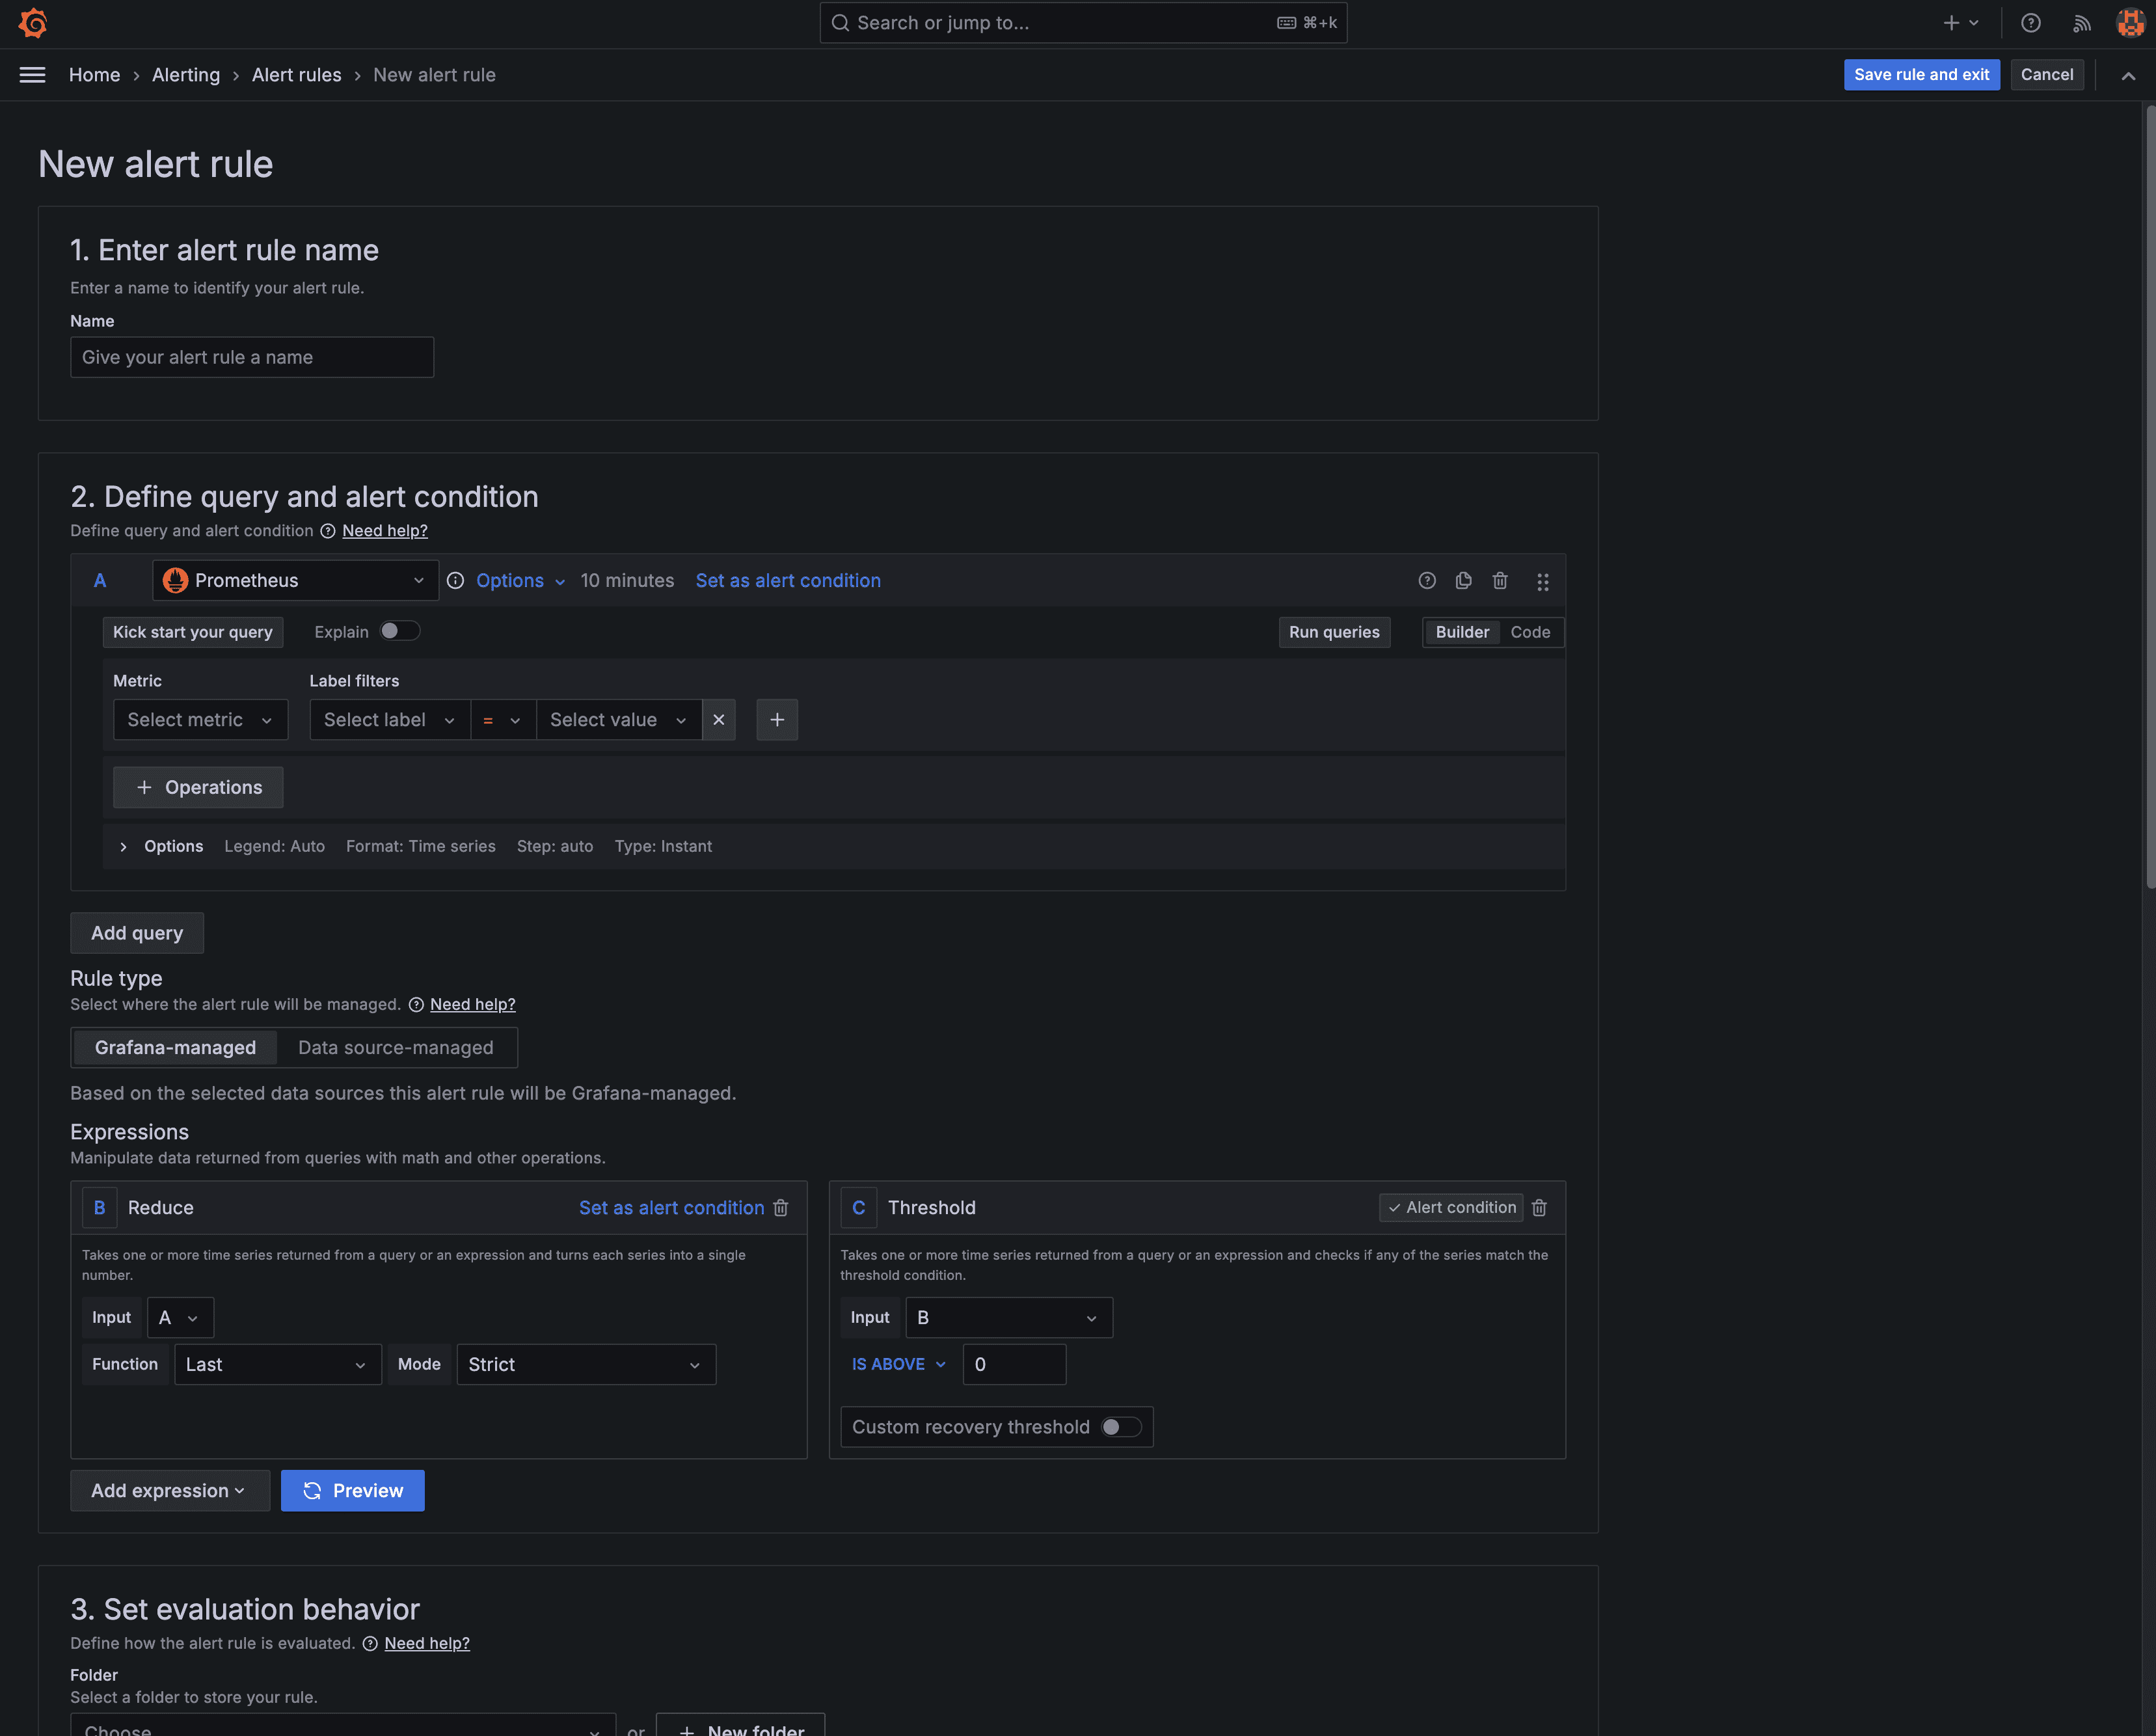 Search or jump to...
⌘+k
Home › Alerting › Alert rules › New alert rule
Save rule and exit
Cancel
New alert rule
1. Enter alert rule name
Enter a name to identify your alert rule.
Name
Give your alert rule a name
2. Define query and alert condition
Define query and alert condition Need help?
A Prometheus Options 10 minutes Set as alert condition
Kick start your query Explain Run queries Builder Code
Metric Label filters
Select metric Select label = Select value
+ Operations
Options Legend: Auto Format: Time series Step: auto Type: Instant
Add query
Rule type
Select where the alert rule will be managed. Need help?
Grafana-managed Data source-managed
Based on the selected data sources this alert rule will be Grafana-managed.
Expressions
Manipulate data returned from queries with math and other operations.
B Reduce Set as alert condition
Takes one or more time series returned from a query or an expression and turns each series into a single
number.
Input A
Function Last Mode Strict
C Threshold Alert condition
Takes one or more time series returned from a query or an expression and checks if any of the series match the
threshold condition.
Input B
IS ABOVE 0
Custom recovery threshold
Add expression Preview
3. Set evaluation behavior
Define how the alert rule is evaluated. Need help?
Folder
Select a folder to store your rule.
Choose or + New folder